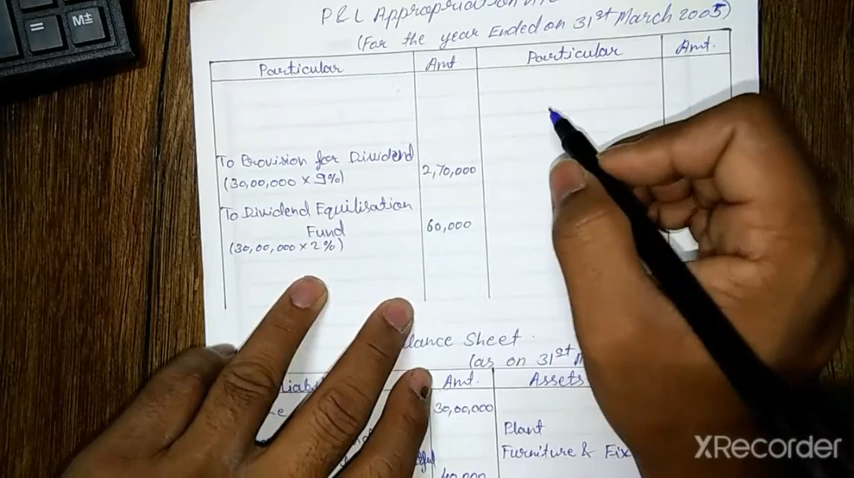 P&L Appropriation
(For the year Ended on 31st March 2005)
Particular Amt Particular Amt.
To Provision for Dividend
(30,00,000 × 9%) 2,70,000
To Dividend Equilisation
Fund 60,000
(30,00,000 × 2%)
Sheet.
(as on 31st
Amt. Assets
30,00,000
Plant
Furniture & Fix
40,000
=
M±
XRecorder